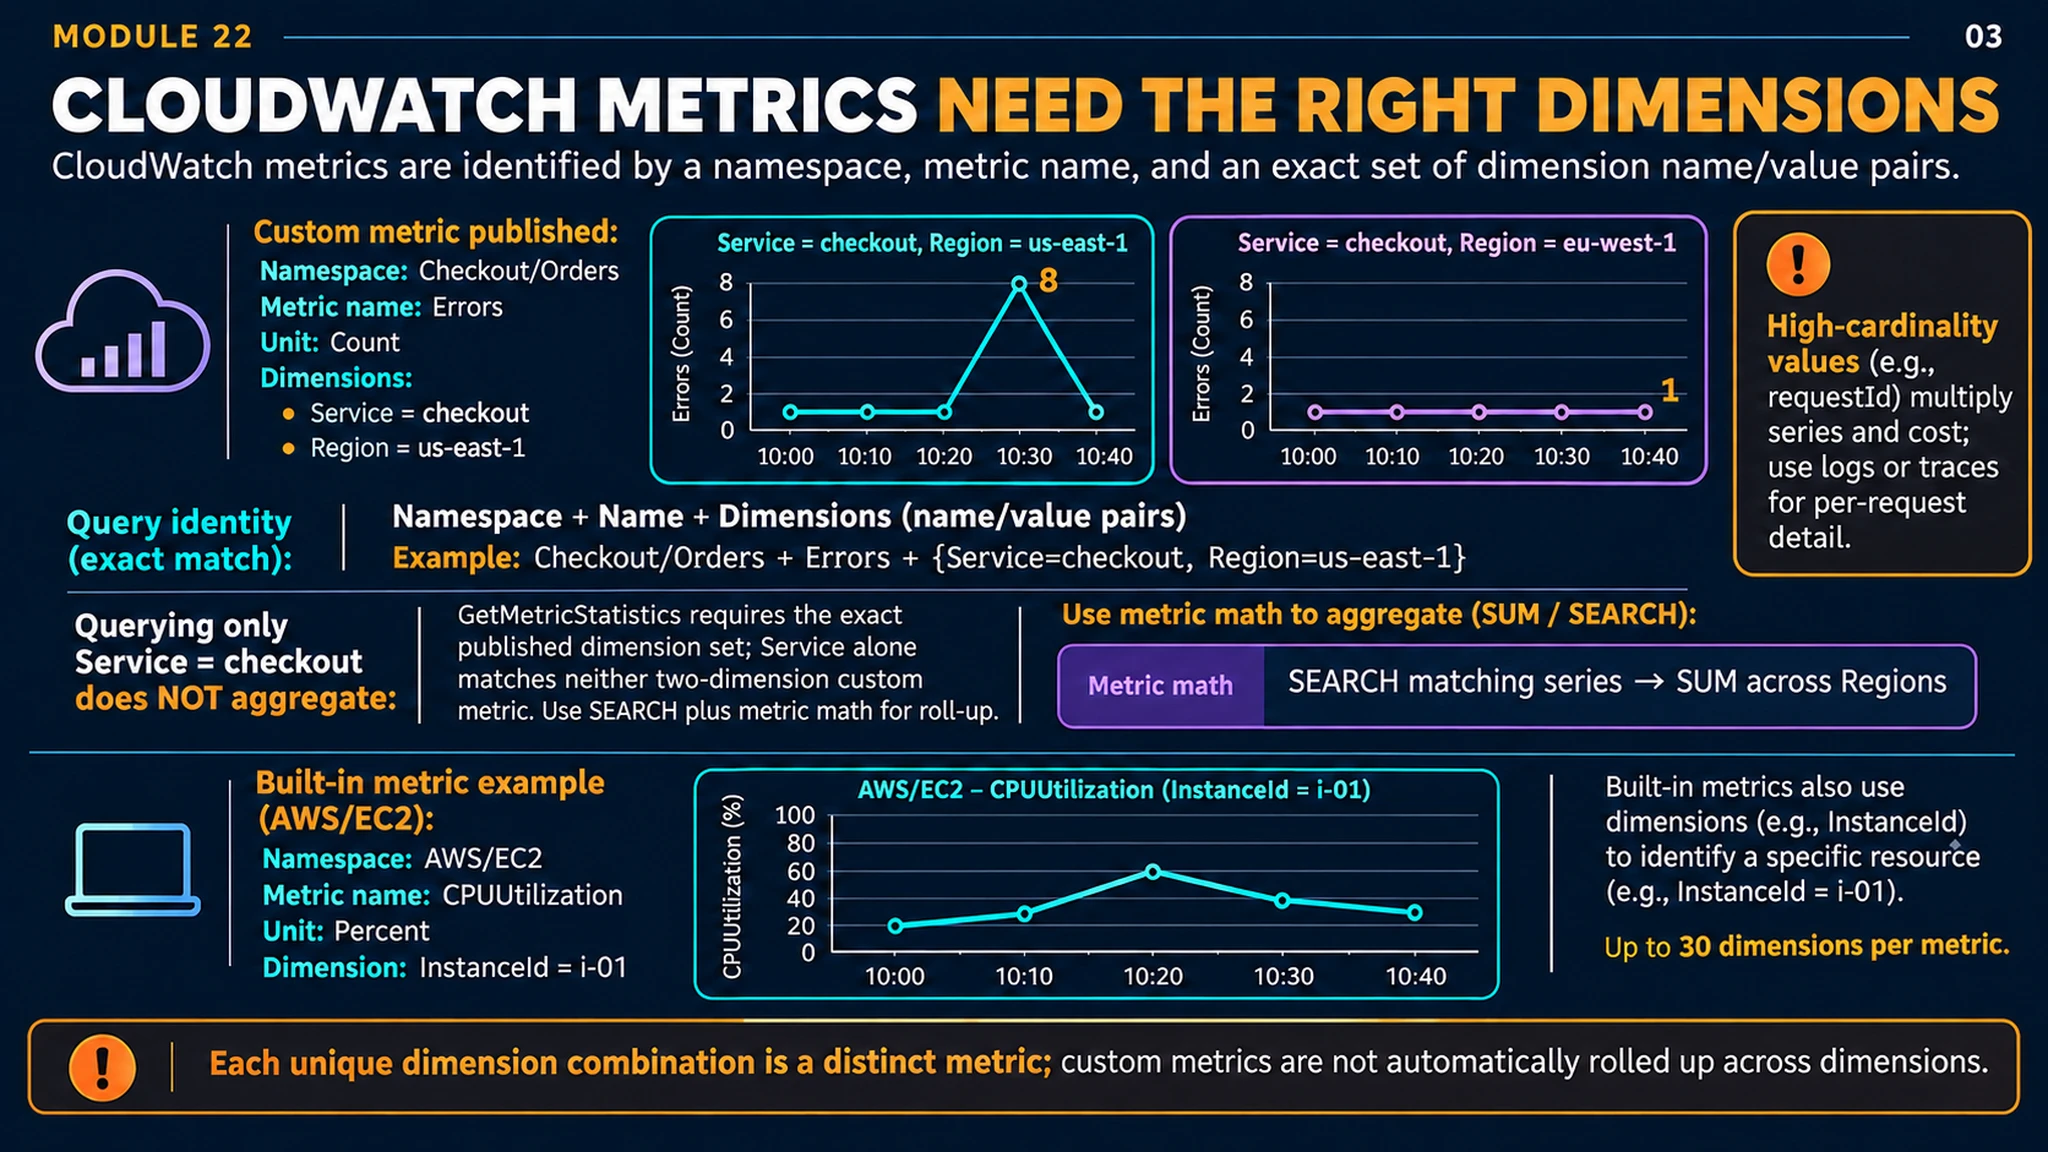 MODULE 22
03
CLOUDWATCH METRICS NEED THE RIGHT DIMENSIONS
CloudWatch metrics are identified by a namespace, metric name, and an exact set of dimension name/value pairs.
Custom metric published:
Namespace: Checkout/Orders
Metric name: Errors
Unit: Count
Dimensions:
• Service = checkout
• Region = us-east-1
Service = checkout, Region = us-east-1
Errors (Count)
8
6
4
2
0
8
10:00 10:10 10:20 10:30 10:40
Service = checkout, Region = eu-west-1
Errors (Count)
8
6
4
2
0
1
10:00 10:10 10:20 10:30 10:40
!
High-cardinality
values (e.g.,
requestId) multiply
series and cost;
use logs or traces
for per-request
detail.
Query identity
(exact match):
Namespace + Name + Dimensions (name/value pairs)
Example: Checkout/Orders + Errors + {Service=checkout, Region=us-east-1}
Querying only
Service = checkout
does NOT aggregate:
GetMetricStatistics requires the exact
published dimension set; Service alone
matches neither two-dimension custom
metric. Use SEARCH plus metric math for roll-up.
Use metric math to aggregate (SUM / SEARCH):
Metric math
SEARCH matching series → SUM across Regions
Built-in metric example
(AWS/EC2):
Namespace: AWS/EC2
Metric name: CPUUtilization
Unit: Percent
Dimension: InstanceId = i-01
AWS/EC2 – CPUUtilization (InstanceId = i-01)
CPUUtilization (%)
100
80
60
40
20
0
10:00 10:10 10:20 10:30 10:40
Built-in metrics also use
dimensions (e.g., InstanceId)
to identify a specific resource
(e.g., InstanceId = i-01).
Up to 30 dimensions per metric.
!
Each unique dimension combination is a distinct metric; custom metrics are not automatically rolled up across dimensions.